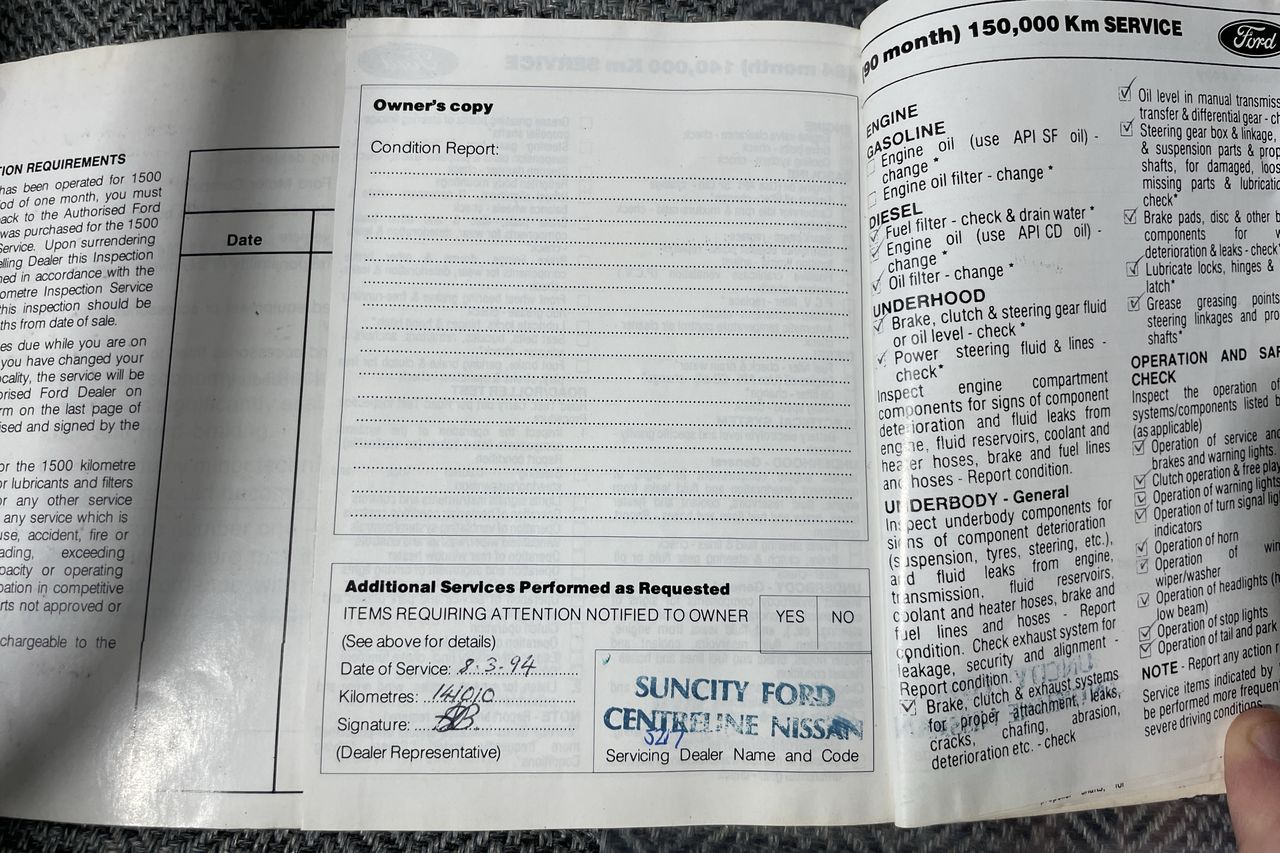 TION REQUIREMENTS
has been operated for 1500
iod of one month, you must
ack to the Authorised Ford
was purchased for the 1500
Service. Upon surrendering
elling Dealer this Inspection
ned in accordance with the
ometre Inspection Service
this inspection should be
ths from date of sale.
es due while you are on
you have changed your
ocality, the service will be
orised Ford Dealer on
rm on the last page of
ised and signed by the
or the 1500 kilometre
or lubricants and filters
or any other service
any service which is
use, accident, fire or
ading, exceeding
pacity or operating
pation in competitive
rts not approved or
chargeable to the
Date
Owner's copy
Condition Report:
Additional Services Performed as Requested
ITEMS REQUIRING ATTENTION NOTIFIED TO OWNER YES NO
(See above for details)
Date of Service: 8.3.94
Kilometres:
Signature:
(Dealer Representative)
SUNCITY FORD
CENTRELINE NISSAN
Servicing Dealer Name and Code
(90 month) 150,000 Km SERVICE
Ford
ENGINE
GASOLINE
Engine oil (use API SF oil) -
change *
Engine oil filter - change *
DIESEL
Fuel filter - check & drain water *
Engine oil (use API CD oil) -
change *
Oil filter - change *
UNDERHOOD
Brake, clutch & steering gear fluid
or oil level - check *
Power steering fluid & lines -
check*
Inspect engine compartment
components for signs of component
deterioration and fluid leaks from
engine, fluid reservoirs, coolant and
heater hoses, brake and fuel lines
and hoses - Report condition.
UNDERBODY - General
Inspect underbody components for
signs of component deterioration
(suspension, tyres, steering, etc.),
and fluid leaks from engine,
transmission, fluid reservoirs,
coolant and heater hoses, brake and
fuel lines and hoses - Report
condition. Check exhaust system for
leakage, security and alignment -
Report condition.
Brake, clutch & exhaust systems
for proper attachment, leaks,
cracks, chafing, abrasion,
deterioration etc. - check
Oil level in manual transmiss
transfer & differential gear - ch
Steering gear box & linkage,
& suspension parts & prop
shafts, for damaged, loos
missing parts & lubricatio
check*
Brake pads, disc & other b
components for w
deterioration & leaks - check*
Lubricate locks, hinges &
latch*
Grease greasing points
steering linkages and pro
shafts*
OPERATION AND SAF
CHECK
Inspect the operation of
systems/components listed b
(as applicable)
Operation of service and
brakes and warning lights.
Clutch operation & free play
Operation of warning lights
Operation of turn signal lig
indicators
Operation of horn
Operation of win
wiper/washer
Operation of headlights (h
low beam)
Operation of stop lights
Operation of tail and park
NOTE - Report any action r
Service items indicated by
be performed more frequen
severe driving conditions.